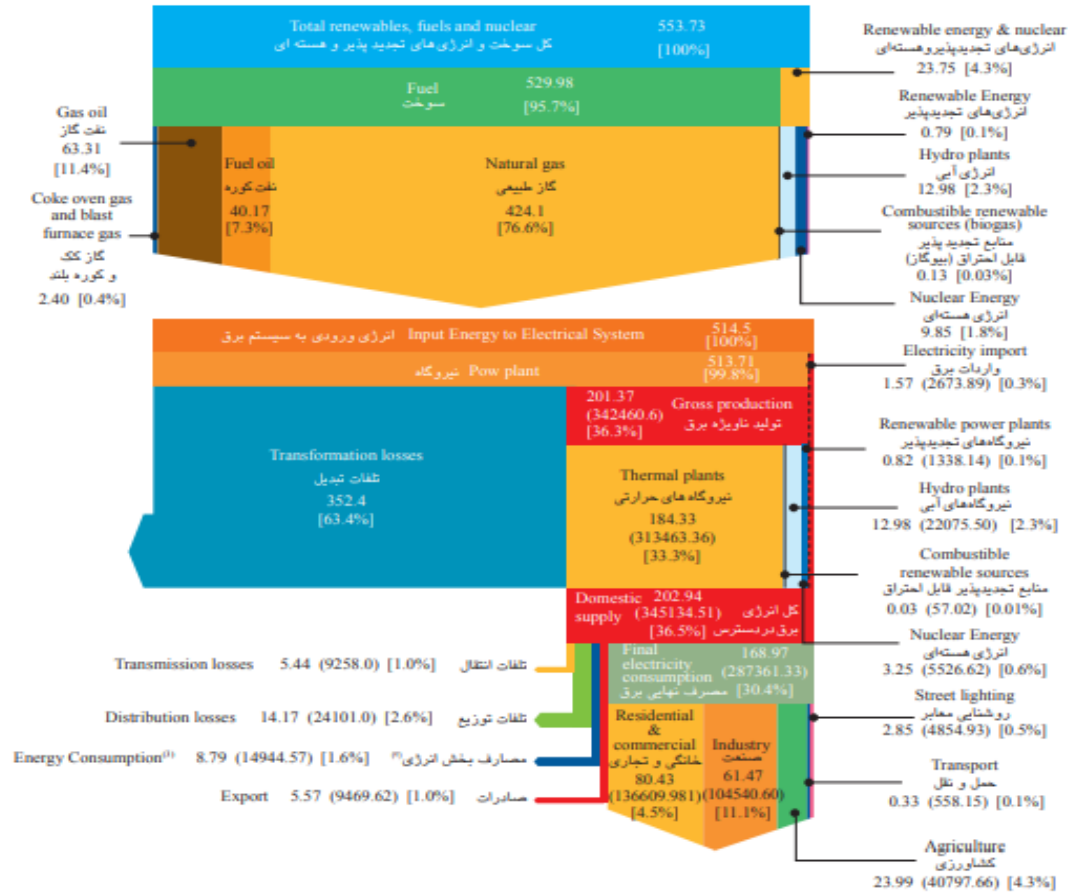 Total renewables, fuels and nuclear
کل سوخت و انرژی های تجدید پذیر و هسته ای
553.73
[100%]
Fuel
سوخت
529.98
[95.7%]
Renewable energy & nuclear
انرژی‌های تجدیدپذیروهسته‌ای
23.75 [4.3%]
Renewable Energy
انرژی‌های تجدیدپذیر
0.79 [0.1%]
Hydro plants
انرژی آبی
12.98 [2.3%]
Combustible renewable
sources (biogas)
منابع تجدید پذیر
قابل احتراق (بیوگاز)
0.13 [0.03%]
Nuclear Energy
انرژی هسته‌ای
9.85 [1.8%]
Gas oil
نفت گاز
63.31
[11.4%]
Coke oven gas
and blast
furnace gas
گاز کک
و کوره بلند
2.40 [0.4%]
Fuel oil
نفت کوره
40.17
[7.3%]
Natural gas
گاز طبیعی
424.1
[76.6%]
انرژی ورودی به سیستم برق Input Energy to Electrical System
514.5
[100%]
نیروگاه Pow plant
513.71
[99.8%]
Electricity import
واردات برق
1.57 (2673.89) [0.3%]
Transformation losses
تلفات تبدیل
352.4
[63.4%]
201.37
(342460.6)
[36.3%]
Gross production
تولید ناویژه برق
Thermal plants
نیروگاه های حرارتی
184.33
(313463.36)
[33.3%]
Renewable power plants
نیروگاه‌های تجدیدپذیر
0.82 (1338.14) [0.1%]
Hydro plants
نیروگاه‌های آبی
12.98 (22075.50) [2.3%]
Combustible
renewable sources
منابع تجدیدپذیر قابل احتراق
0.03 (57.02) [0.01%]
Nuclear Energy
انرژی هسته‌ای
3.25 (5526.62) [0.6%]
Domestic
supply
202.94
(345134.51)
[36.5%]
کل انرژی
برق دردسترس
Final
electricity
consumption
مصرف نهایی برق
168.97
(287361.33)
[30.4%]
Transmission losses 5.44 (9258.0) [1.0%] تلفات انتقال
Distribution losses 14.17 (24101.0) [2.6%] تلفات توزیع
Energy Consumption⁽³⁾ 8.79 (14944.57) [1.6%] مصارف بخش انرژی
Export 5.57 (9469.62) [1.0%] صادرات
Residential
&
commercial
خانگی و تجاری
80.43
(136609.981)
[4.5%]
Industry
صنعت
61.47
(104540.60)
[11.1%]
Street lighting
روشنایی معابر
2.85 (4854.93) [0.5%]
Transport
حمل و نقل
0.33 (558.15) [0.1%]
Agriculture
کشاورزی
23.99 (40797.66) [4.3%]